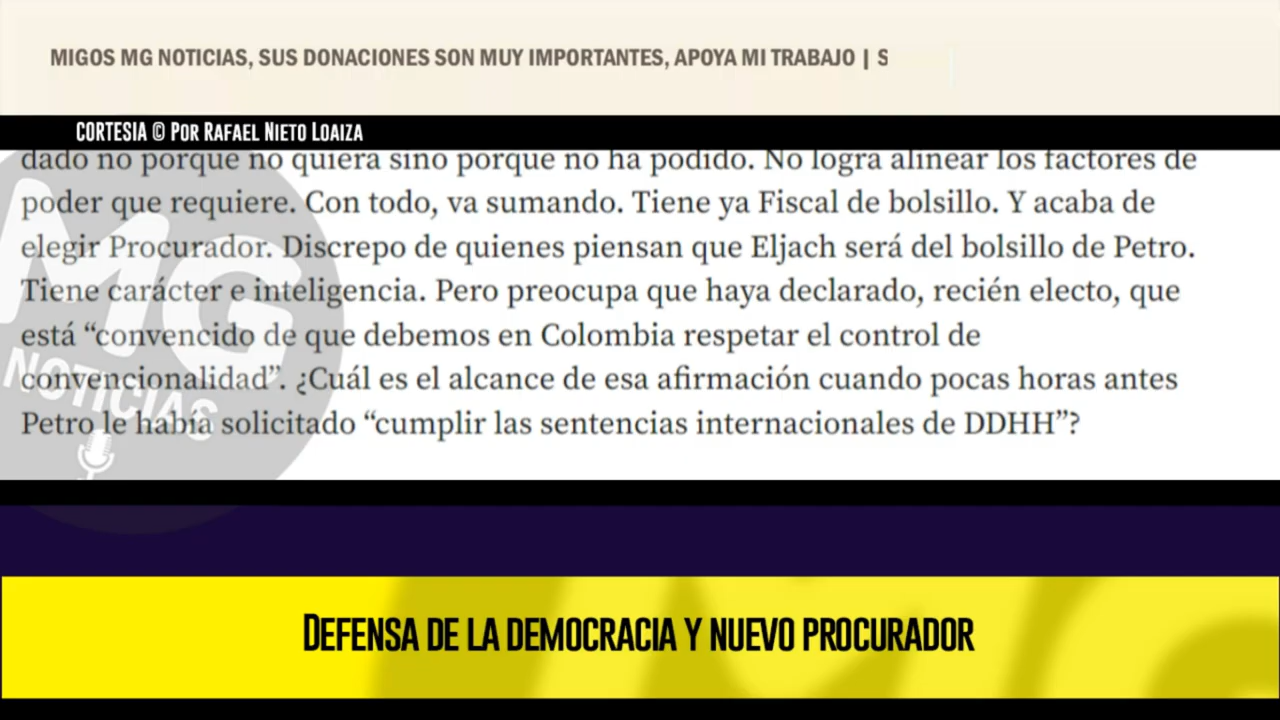 MIGOS MG NOTICIAS, SUS DONACIONES SON MUY IMPORTANTES, APOYA MI TRABAJO | S
CORTESIA © POR RAFAEL NIETO LOAIZA
dado no porque no quiera sino porque no ha podido. No logra alinear los factores de
poder que requiere. Con todo, va sumando. Tiene ya Fiscal de bolsillo. Y acaba de
elegir Procurador. Discrepo de quienes piensan que Eljach será del bolsillo de Petro.
Tiene carácter e inteligencia. Pero preocupa que haya declarado, recién electo, que
está “convencido de que debemos en Colombia respetar el control de
convencionalidad”. ¿Cuál es el alcance de esa afirmación cuando pocas horas antes
Petro le había solicitado “cumplir las sentencias internacionales de DDHH”?
MG
NOTICIAS
DEFENSA DE LA DEMOCRACIA Y NUEVO PROCURADOR